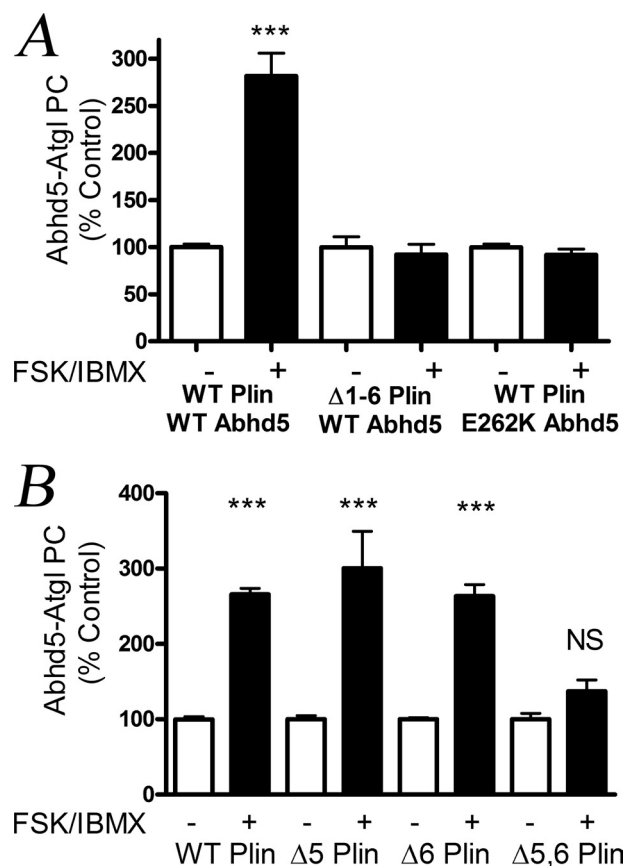 A
Abhd5-Atgl PC
(% Control)
300
250
200
150
100
50
0
***
FSK/IBMX - + - + - +
WT Plin Δ1-6 Plin WT Plin
WT Abhd5 WT Abhd5 E262K Abhd5
B
Abhd5-Atgl PC
(% Control)
400
300
200
100
0
*** *** ***
NS
FSK/IBMX - + - + - + - +
WT Plin Δ5 Plin Δ6 Plin Δ5,6 Plin